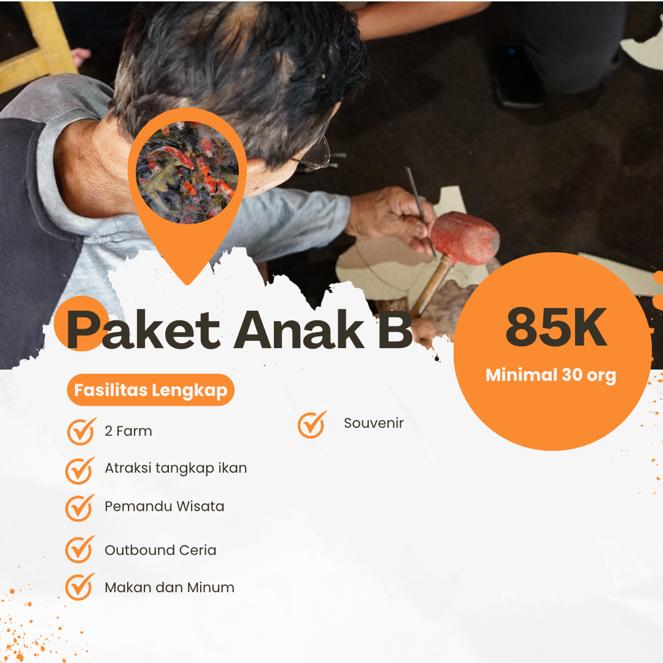 Paket Anak B
85K
Minimal 30 org
Fasilitas Lengkap
2 Farm
Atraksi tangkap ikan
Pemandu Wisata
Outbound Ceria
Makan dan Minum
Souvenir